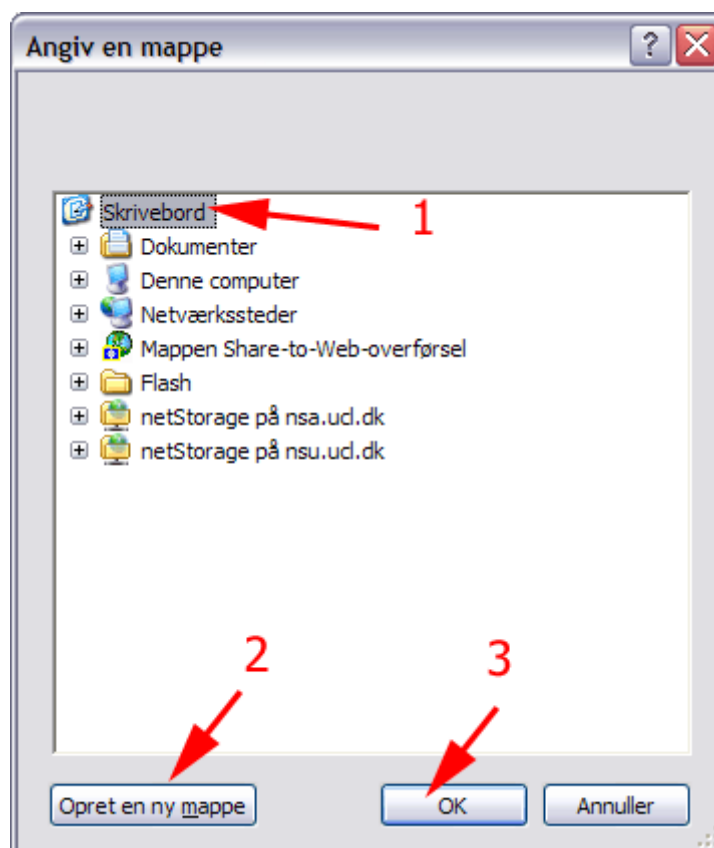 Angiv en mappe
Skrivebord 1
Dokumenter
Denne computer
Netværkssteder
Mappen Share-to-Web-overførsel
Flash
netStorage på nsa.ucl.dk
netStorage på nsu.ucl.dk
2 3
Opret en ny mappe OK Annuller